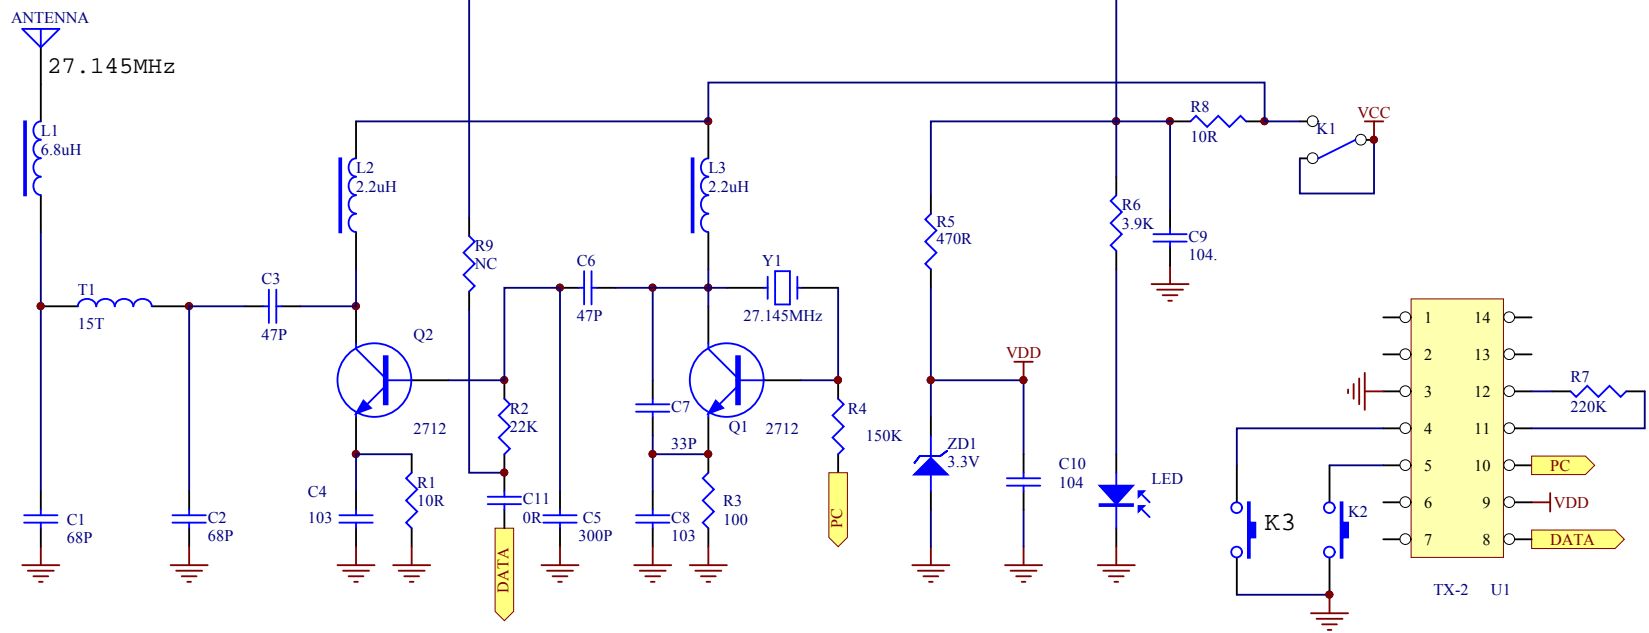 ANTENNA
27.145MHz
L1
6.8uH
L2
2.2uH
L3
2.2uH
R8
10R
K1
VCC
R9
NC
R5
470R
R6
3.9K
C9
104.
T1
15T
C3
47P
C6
47P
Y1
27.145MHz
Q2
2712
R2
22K
C7
33P
Q1
2712
R4
150K
VDD
ZD1
3.3V
C10
104
LED
C1
68P
C2
68P
C4
103
R1
10R
C11
0R
DATA
C5
300P
C8
103
R3
100
PC
K3
K2
1 14
2 13
3 12
4 11
5 10
6 9
7 8
R7
220K
PC
VDD
DATA
TX-2 U1